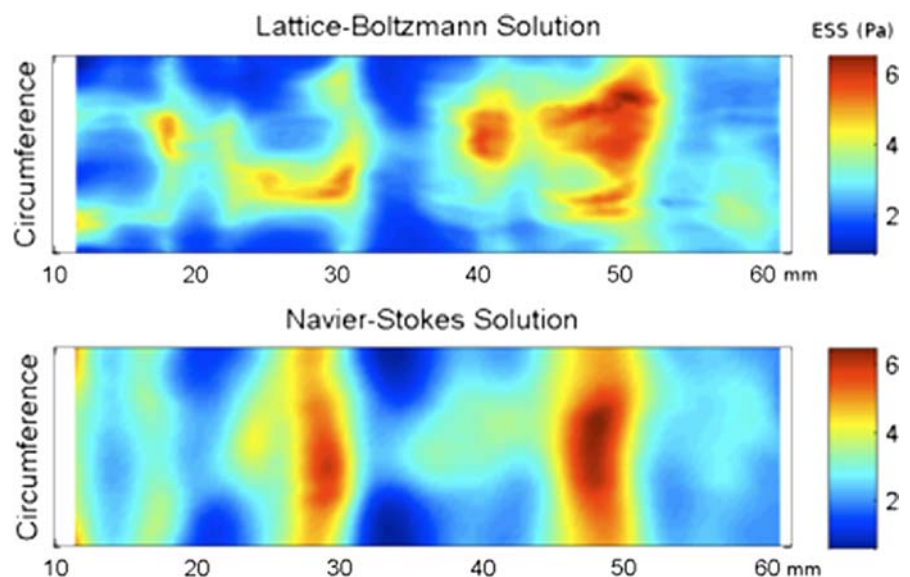 Lattice-Boltzmann Solution
ESS (Pa)
Circumference
6
4
2
10 20 30 40 50 60 mm
Navier-Stokes Solution
Circumference
6
4
2
10 20 30 40 50 60 mm